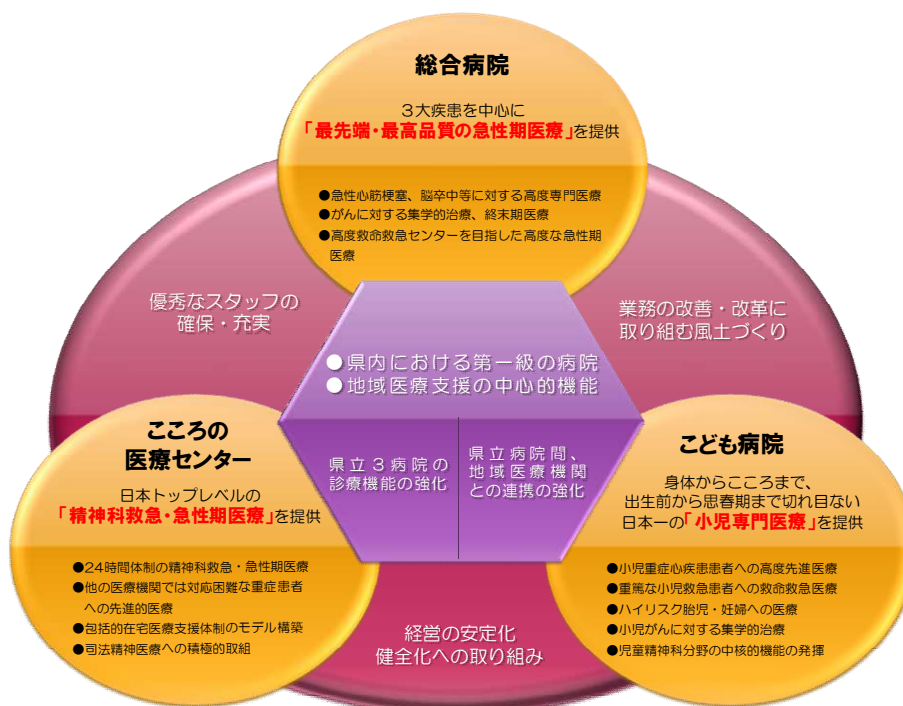 総合病院
3大疾患を中心に
「最先端・最高品質の急性期医療」を提供
●急性心筋梗塞、脳卒中等に対する高度専門医療
●がんに対する集学的治療、終末期医療
●高度救命救急センターを目指した高度な急性期
医療
優秀なスタッフの
確保・充実
業務の改善・改革に
取り組む風土づくり
●県内における第一級の病院
●地域医療支援の中心的機能
県立3病院の
診療機能の強化
県立病院間、
地域医療機関
との連携の強化
こころの
医療センター
日本トップレベルの
「精神科救急・急性期医療」を提供
●24時間体制の精神科救急・急性期医療
●他の医療機関では対応困難な重症患者
への先進的医療
●包括的在宅医療支援体制のモデル構築
●司法精神医療への積極的取組
こども病院
身体からこころまで、
出生前から思春期まで切れ目ない
日本一の「小児専門医療」を提供
●小児重症心疾患患者への高度先進医療
●重篤な小児救急患者への救命救急医療
●ハイリスク胎児・妊婦への医療
●小児がんに対する集学的治療
●児童精神科分野の中核的機能の発揮
経営の安定化
健全化への取り組み